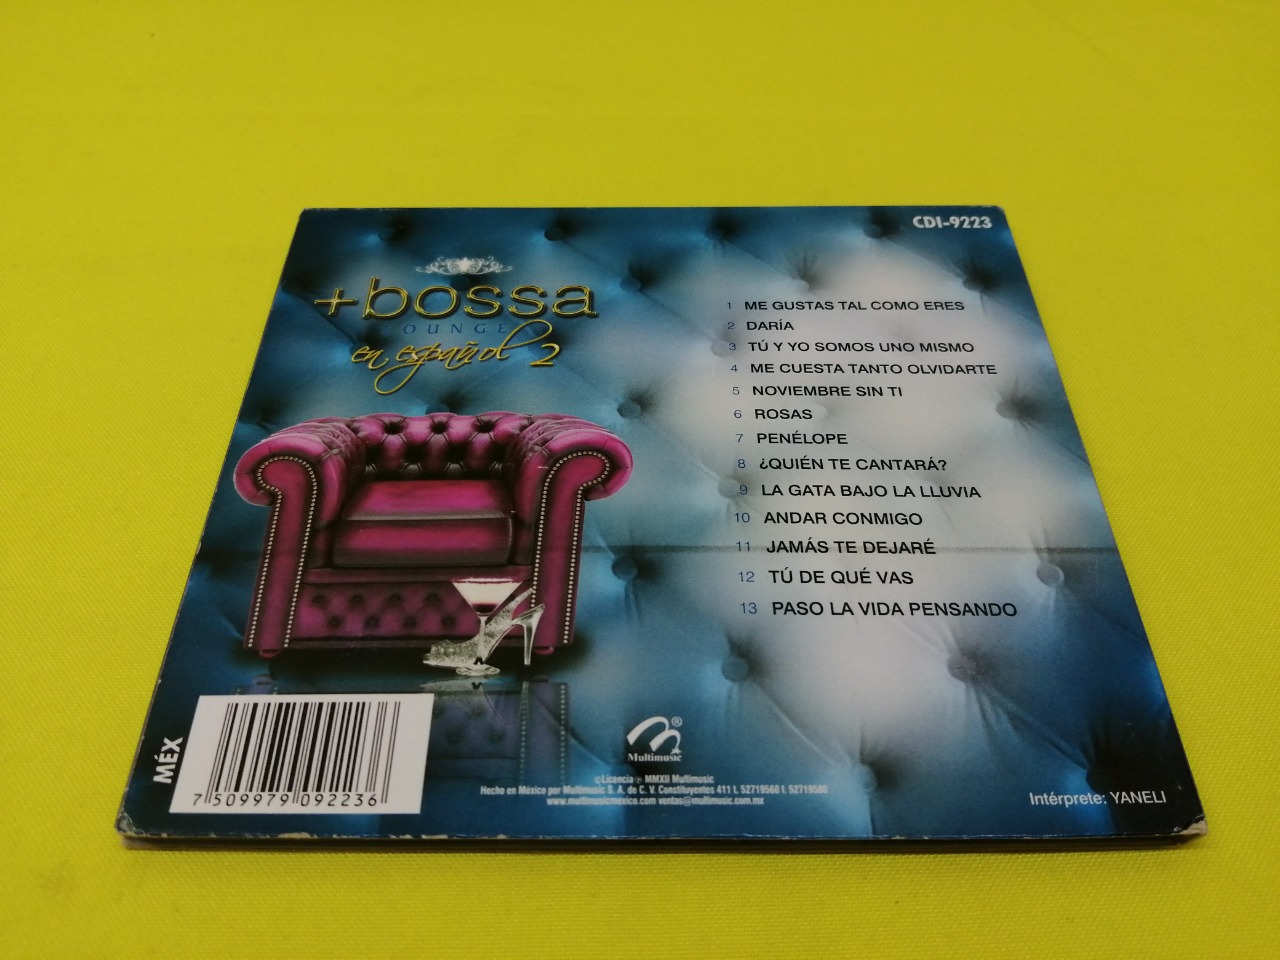 CDI-9223
+bossa
OUNGE
en español 2
1 ME GUSTAS TAL COMO ERES
2 DARÍA
3 TÚ Y YO SOMOS UNO MISMO
4 ME CUESTA TANTO OLVIDARTE
5 NOVIEMBRE SIN TI
6 ROSAS
7 PENÉLOPE
8 ¿QUIÉN TE CANTARÁ?
9 LA GATA BAJO LA LLUVIA
10 ANDAR CONMIGO
11 JAMÁS TE DEJARÉ
12 TÚ DE QUÉ VAS
13 PASO LA VIDA PENSANDO
MÉX
7 509979 092236
®
Multimusic
©Licencia ℗ MMXII Multimusic
Hecho en México por Multimusic S. A. de C. V. Constituyentes 411 t. 52719560 f. 52719580
www.multimusicmexico.com ventas@multimusic.com.mx
Intérprete: YANELI